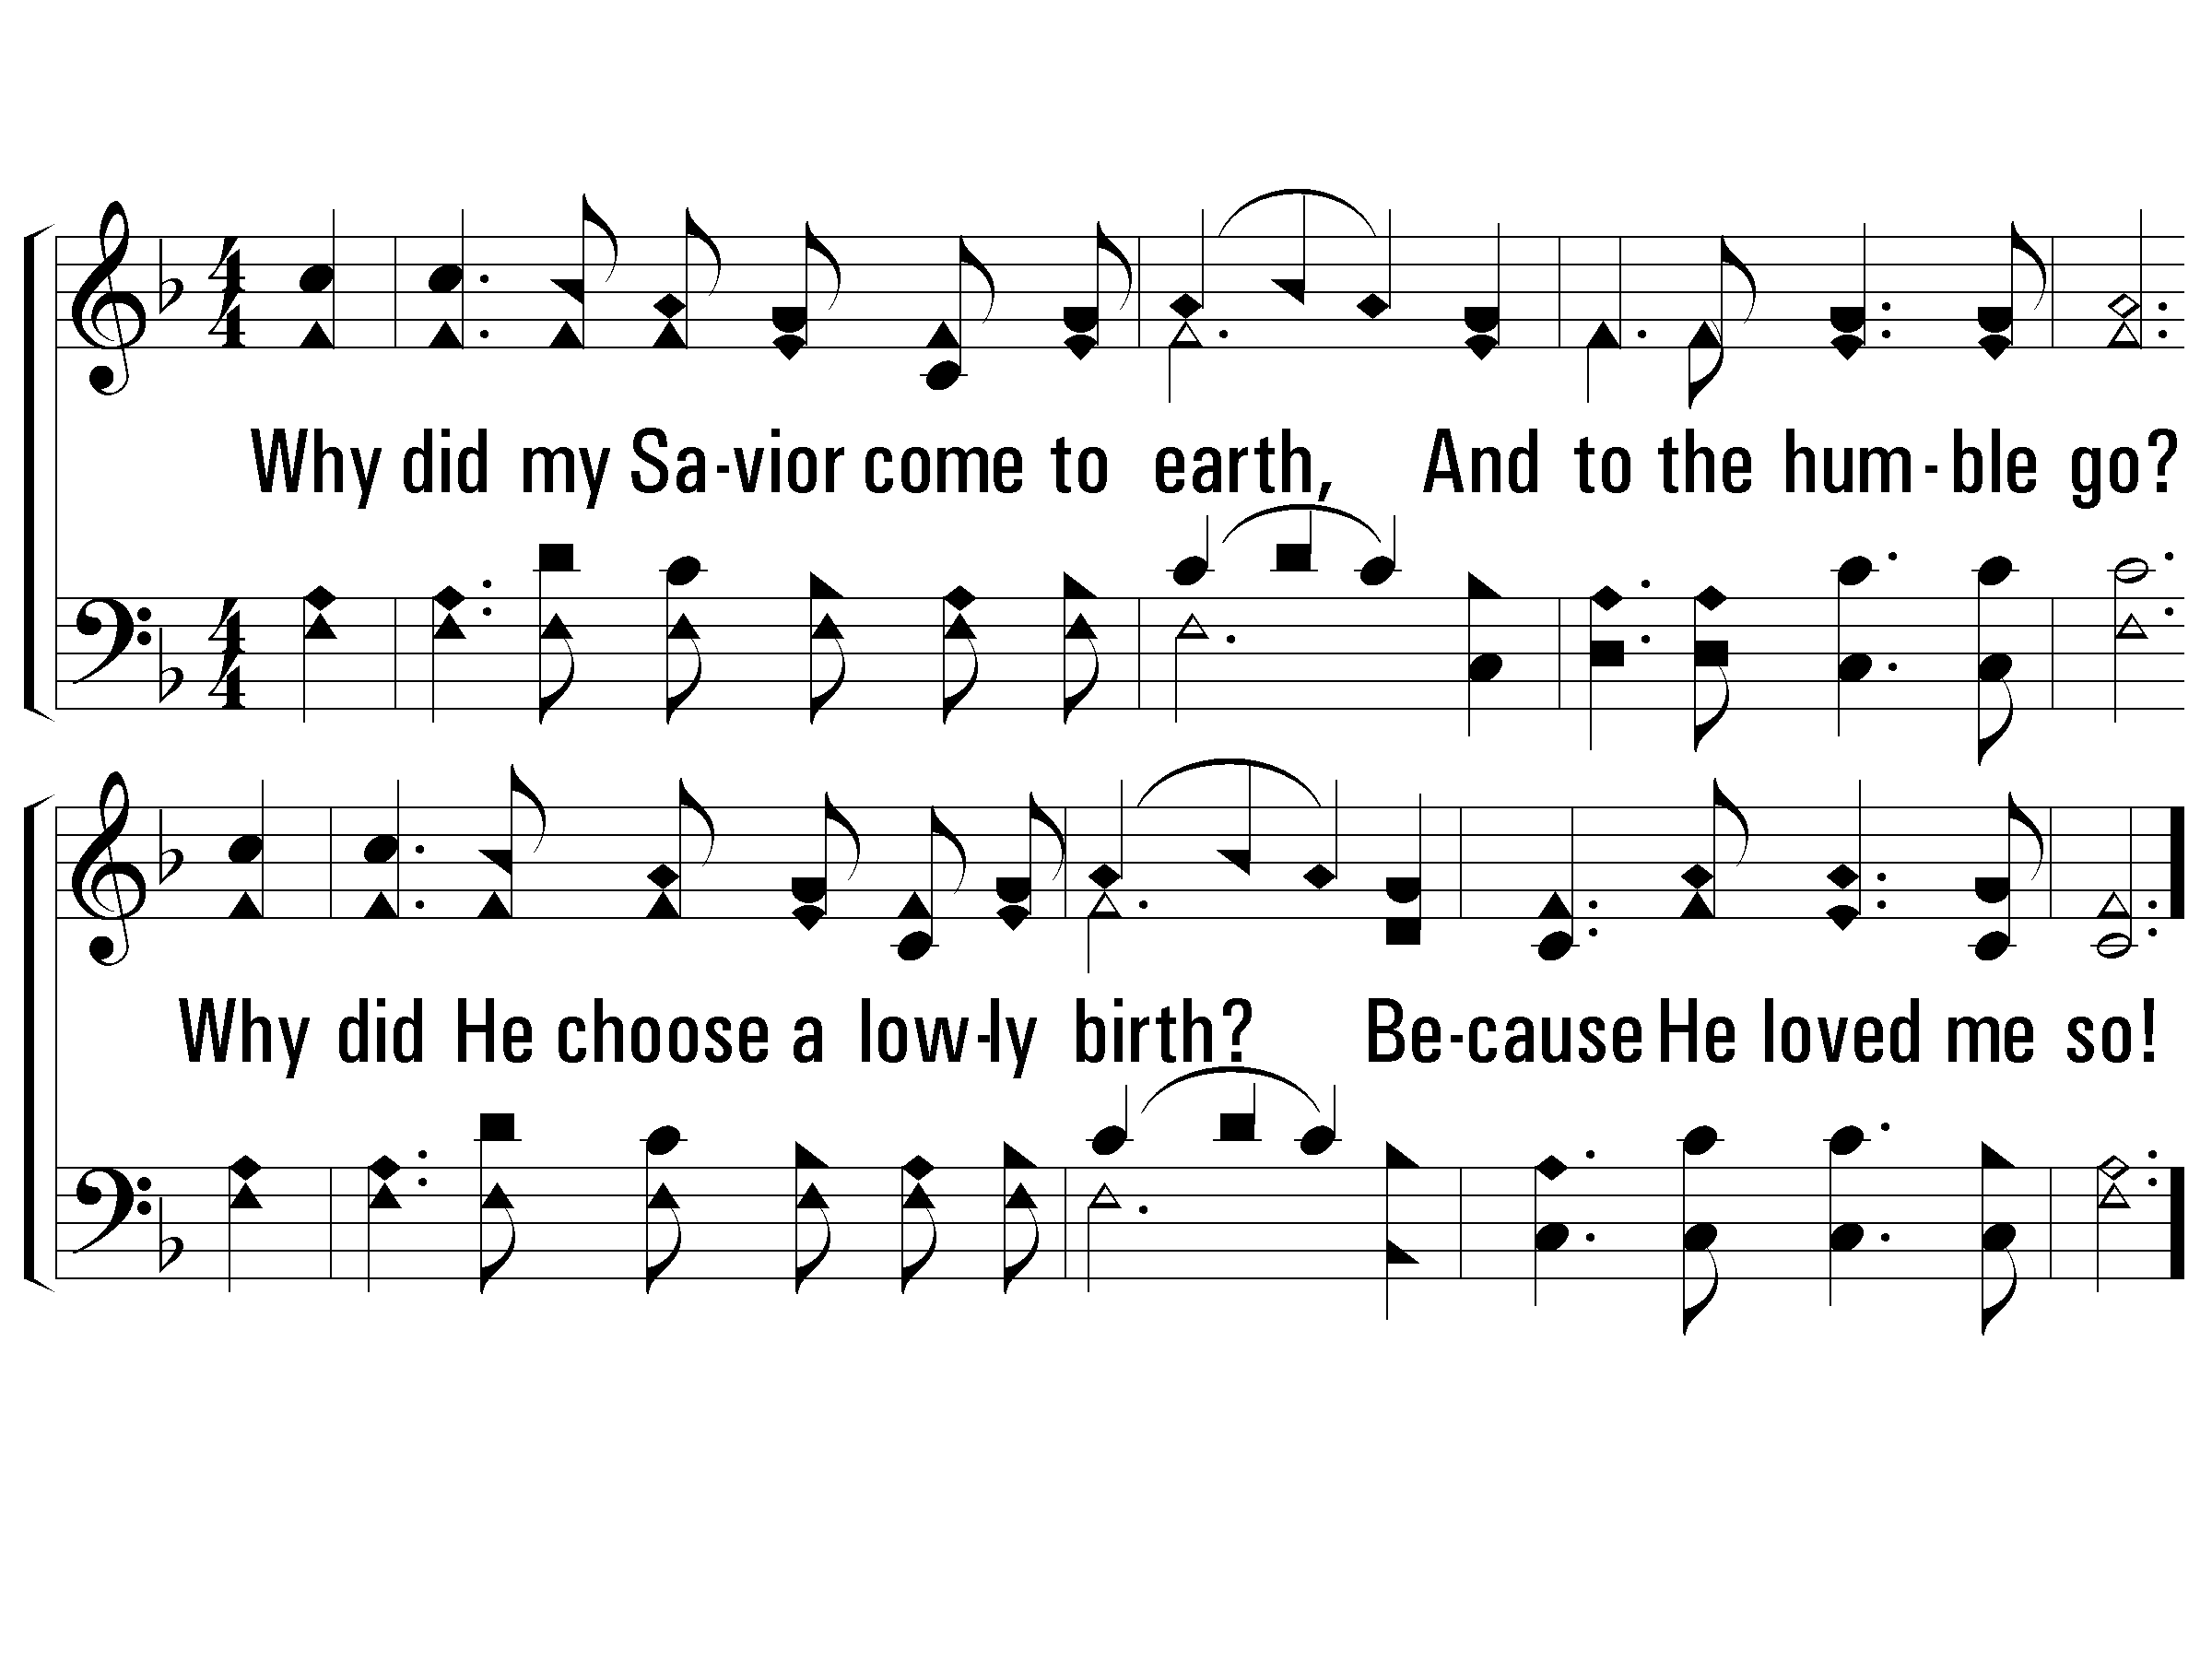 Why did my Sa-vior come to earth, And to the hum-ble go?
Why did He choose a low-ly birth? Be-cause He loved me so!